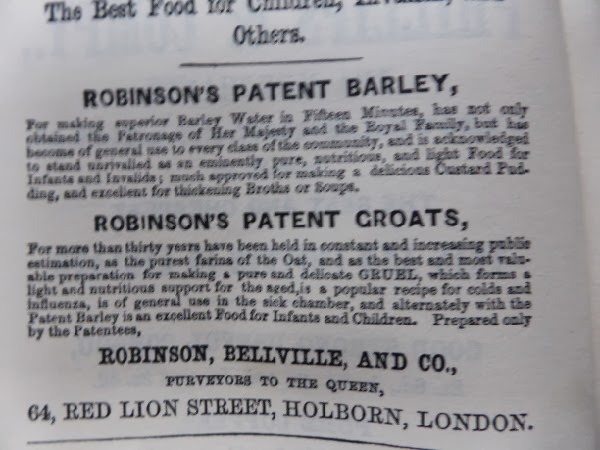 The Best Food for Children, Invalids, and
Others.
ROBINSON'S PATENT BARLEY,
For making superior Barley Water in Fifteen Minutes, has not only
obtained the Patronage of Her Majesty and the Royal Family, but has
become of general use to every class of the community, and is acknowledged
to stand unrivalled as an eminently pure, nutritious, and light Food for
Infants and Invalids; much approved for making a delicious Custard Pud-
ding, and excellent for thickening Broths or Soups.
ROBINSON'S PATENT GROATS,
For more than thirty years have been held in constant and increasing public
estimation, as the purest farina of the Oat, and as the best and most valu-
able preparation for making a pure and delicate GRUEL, which forms a
light and nutritious support for the aged, is a popular recipe for colds and
influenza, is of general use in the sick chamber, and alternately with the
Patent Barley is an excellent Food for Infants and Children. Prepared only
by the Patentees,
ROBINSON, BELLVILLE, AND CO.,
PURVEYORS TO THE QUEEN,
64, RED LION STREET, HOLBORN, LONDON.